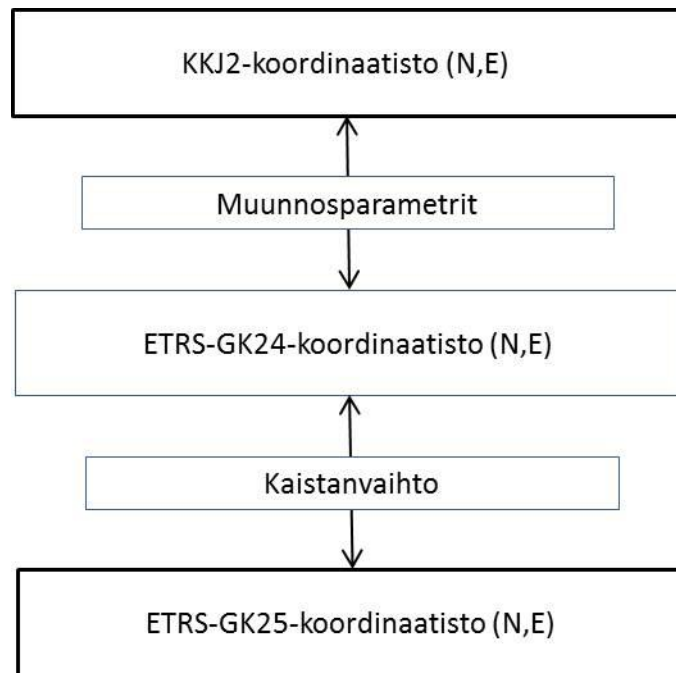 KKJ2-koordinaatisto (N,E)
Muunnosparametrit
ETRS-GK24-koordinaatisto (N,E)
Kaistanvaihto
ETRS-GK25-koordinaatisto (N,E)